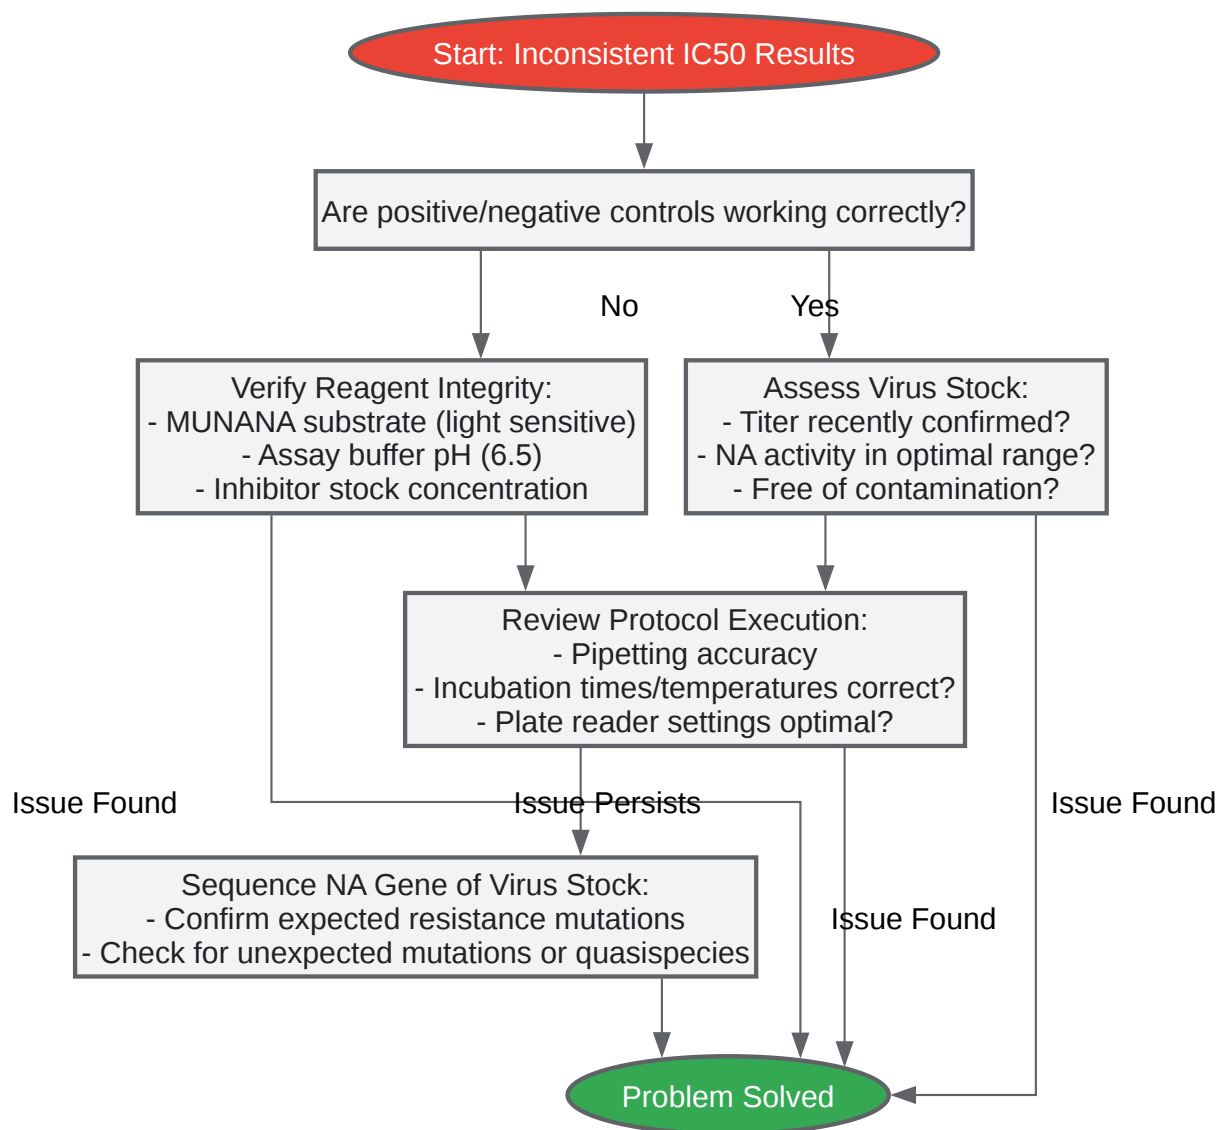 Start: Inconsistent IC50 Results
Are positive/negative controls working correctly?
No
Yes
Verify Reagent Integrity:
- MUNANA substrate (light sensitive)
- Assay buffer pH (6.5)
- Inhibitor stock concentration
Assess Virus Stock:
- Titer recently confirmed?
- NA activity in optimal range?
- Free of contamination?
Review Protocol Execution:
- Pipetting accuracy
- Incubation times/temperatures correct?
- Plate reader settings optimal?
Issue Found
Issue Persists
Issue Found
Sequence NA Gene of Virus Stock:
- Confirm expected resistance mutations
- Check for unexpected mutations or quasispecies
Issue Found
Problem Solved